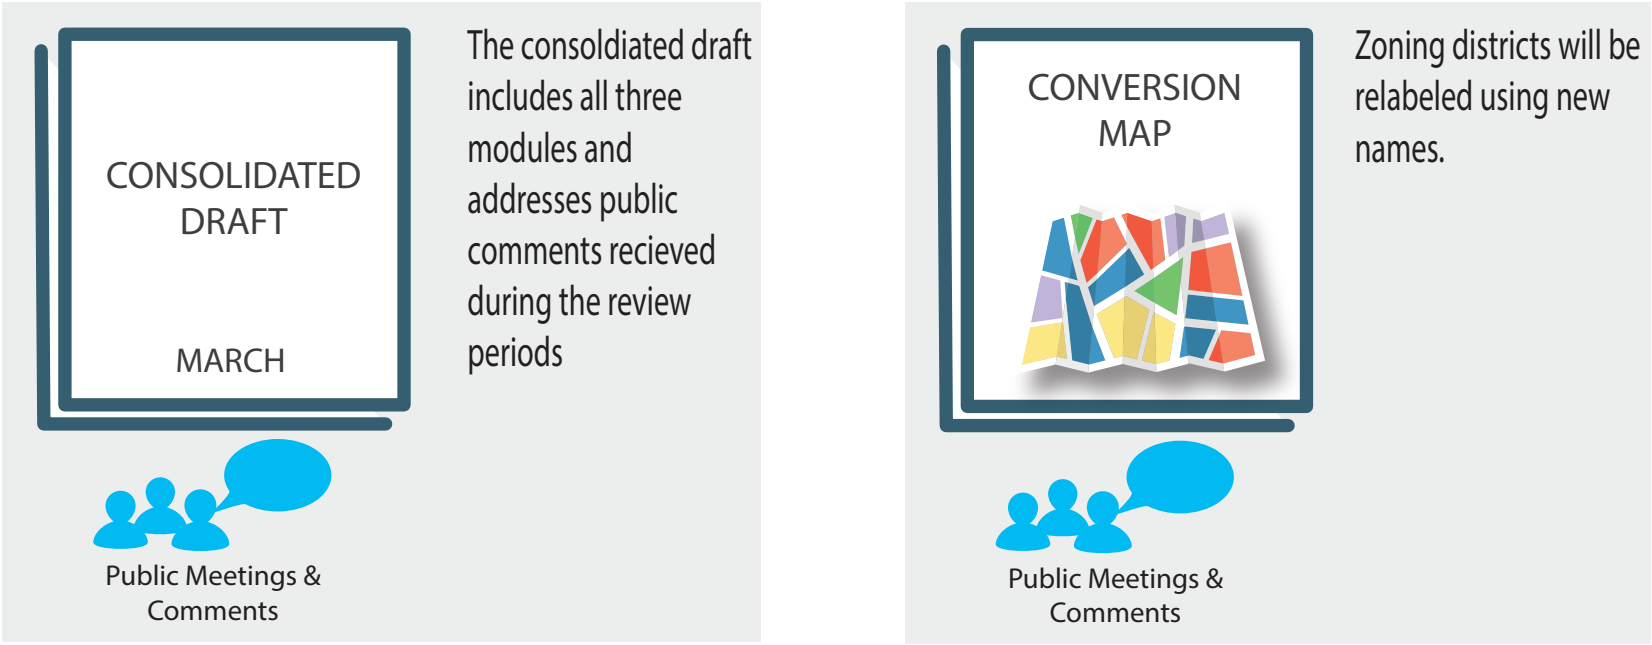 CONSOLIDATED
DRAFT
MARCH
The consoldiated draft
includes all three
modules and
addresses public
comments recieved
during the review
periods
Public Meetings &
Comments
CONVERSION
MAP
Zoning districts will be
relabeled using new
names.
Public Meetings &
Comments